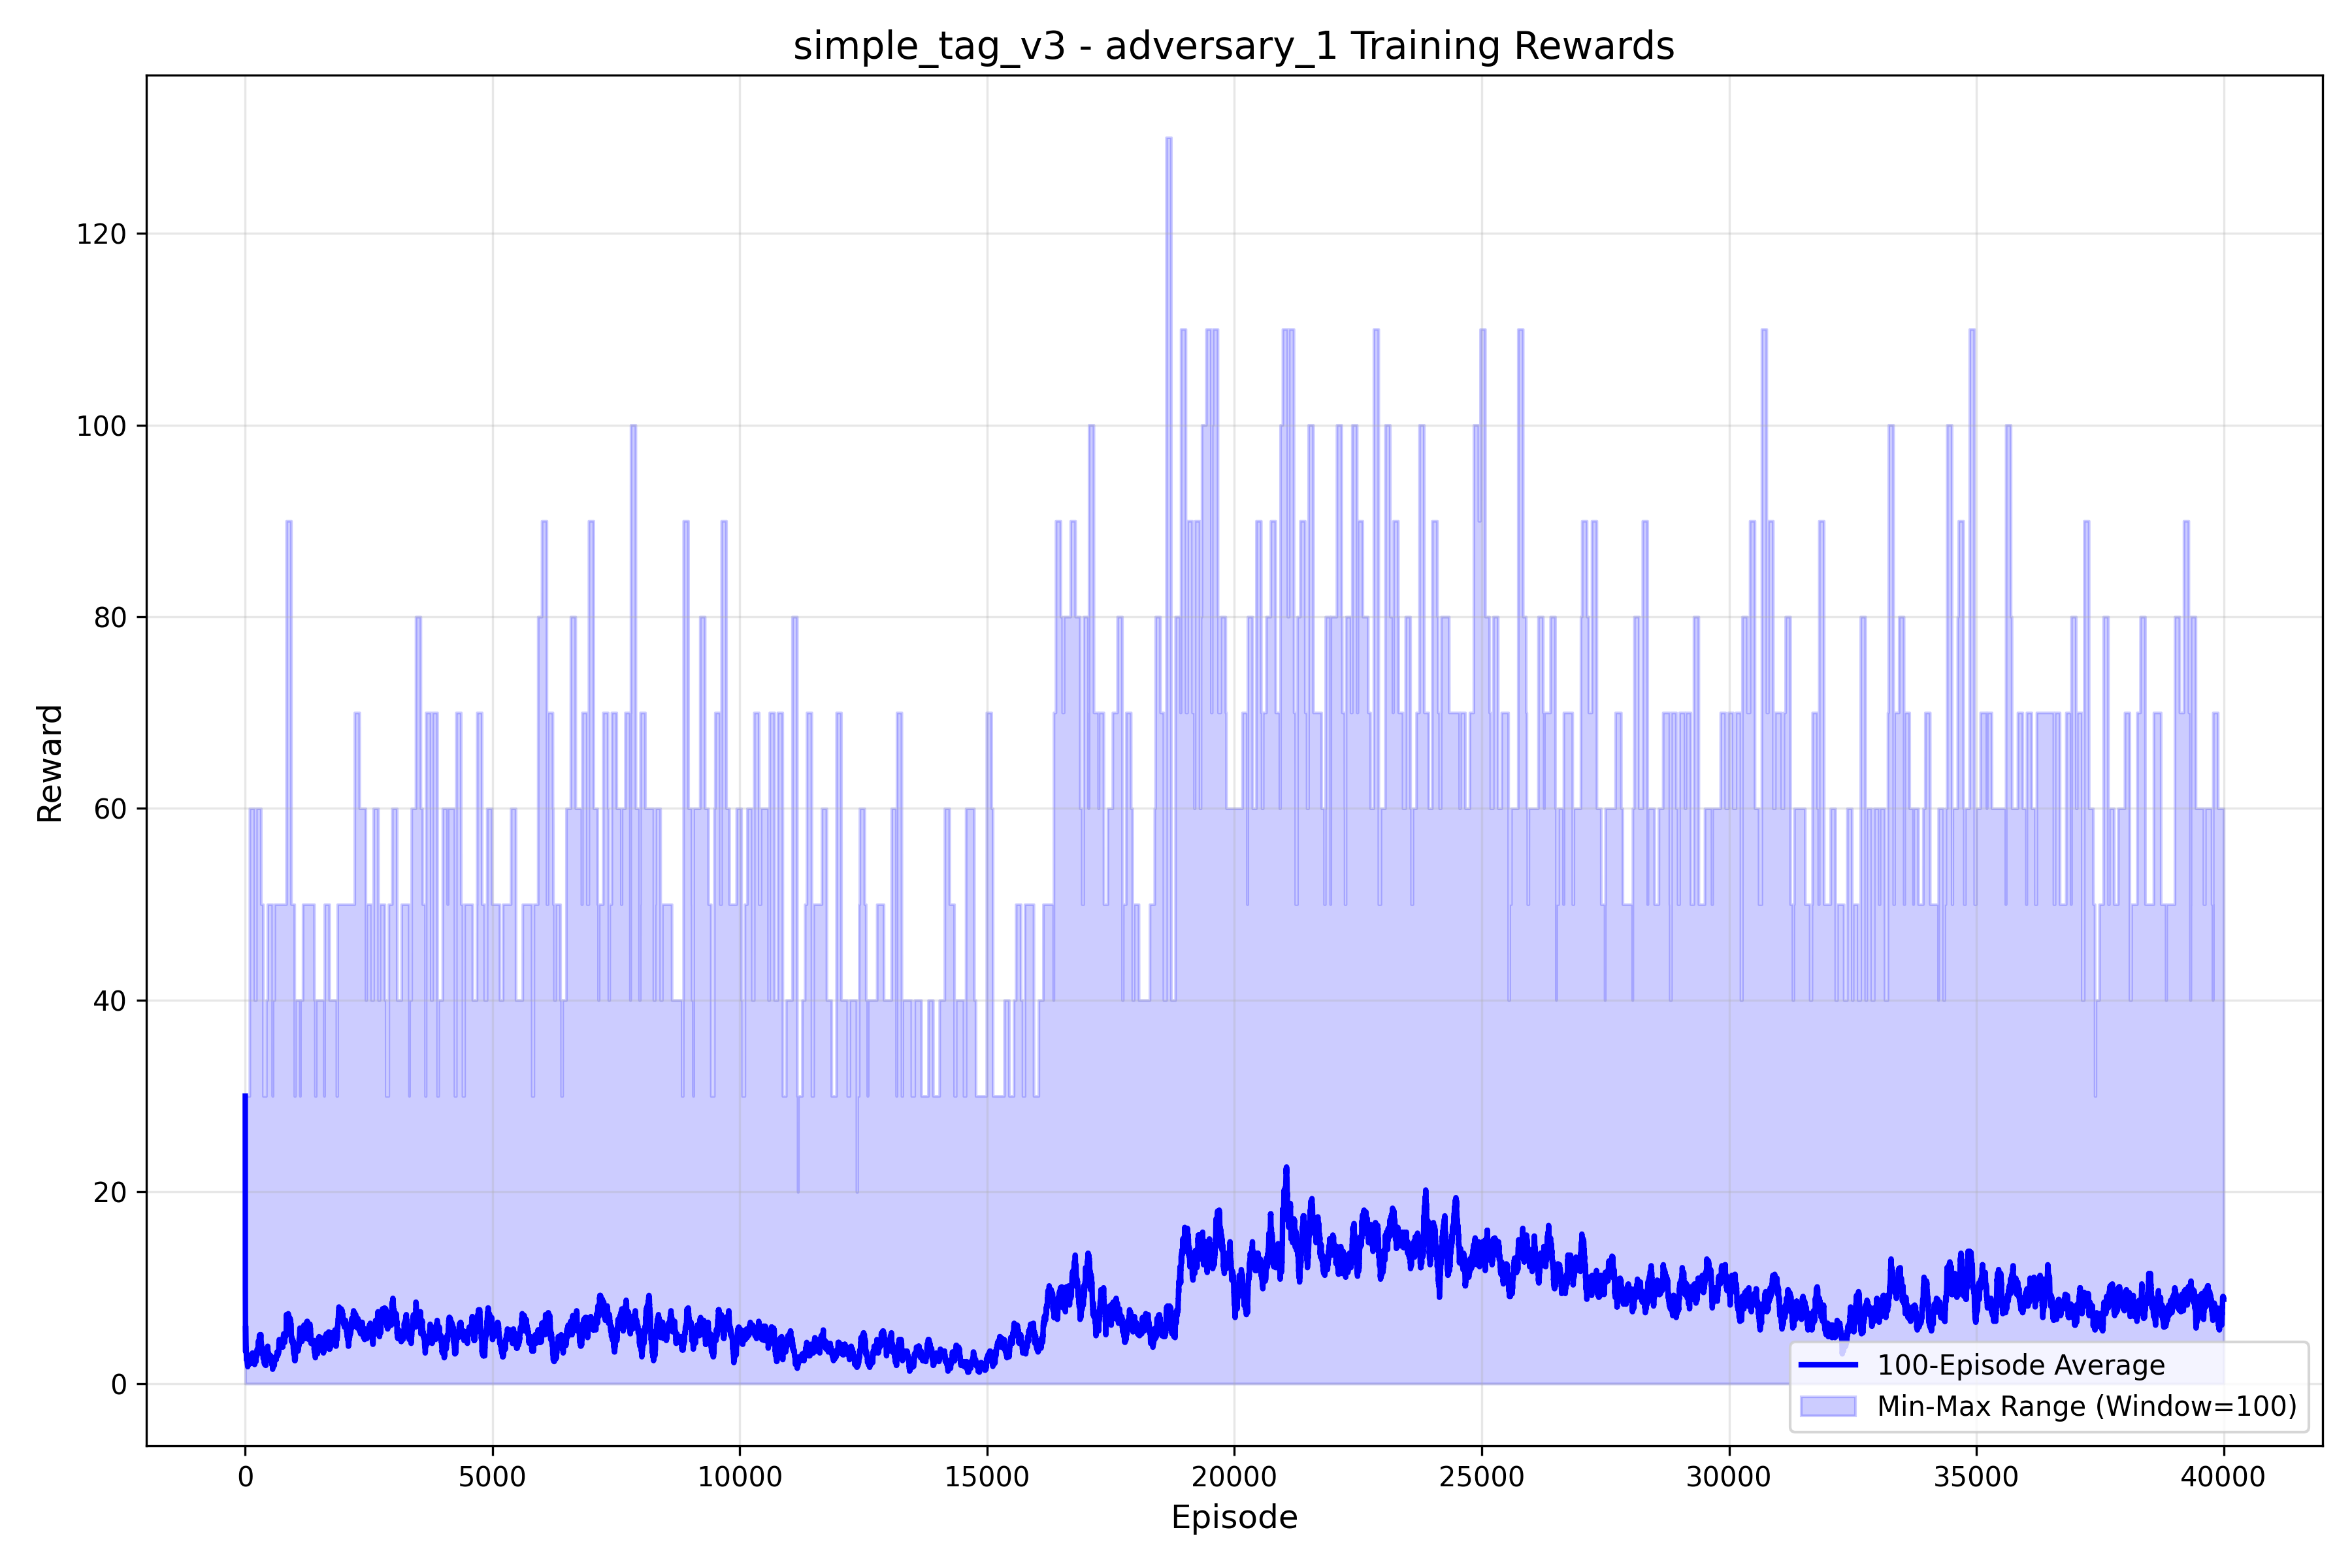 simple_tag_v3 - adversary_1 Training Rewards
Reward
120
100
80
60
40
20
0
0 5000 10000 15000 20000 25000 30000 35000 40000
Episode
100-Episode Average
Min-Max Range (Window=100)